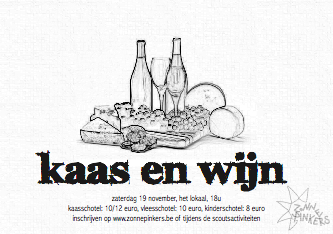 kaas en wijn
zaterdag 19 november, het lokaal, 18u
kaasschotel: 10/12 euro, vleesschotel: 10 euro, kinderschotel: 8 euro
inschrijven op www.zonnepinkers.be of tijdens de scoutsactiviteiten
ZONNE
PINKERS